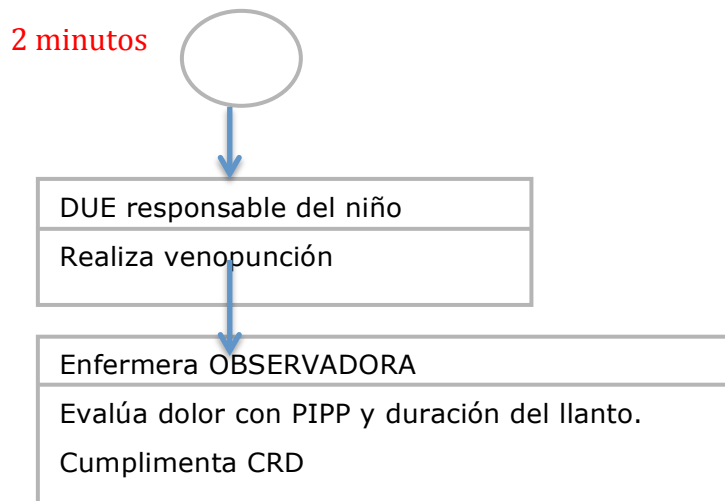 2 minutos
DUE responsable del niño
Realiza venopunción
Enfermera OBSERVADORA
Evalúa dolor con PIPP y duración del llanto.
Cumplimenta CRD